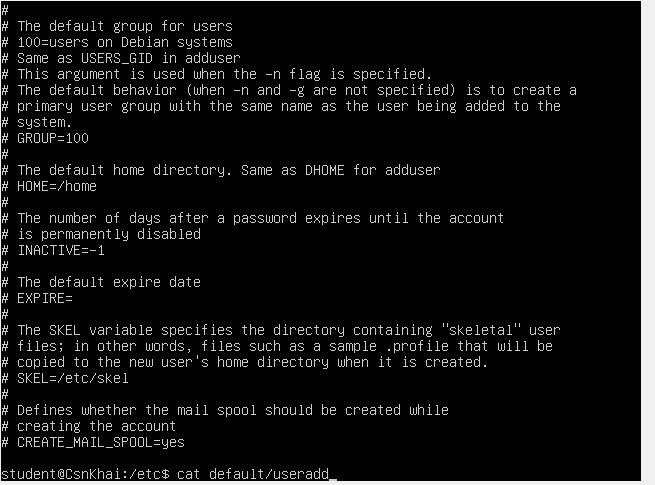 #
# The default group for users
# 100=users on Debian systems
# Same as USERS_GID in adduser
# This argument is used when the -n flag is specified.
# The default behavior (when -n and -g are not specified) is to create a
# primary user group with the same name as the user being added to the
# system.
# GROUP=100
#
# The default home directory. Same as DHOME for adduser
# HOME=/home
#
# The number of days after a password expires until the account
# is permanently disabled
# INACTIVE=-1
#
# The default expire date
# EXPIRE=
#
# The SKEL variable specifies the directory containing "skeletal" user
# files; in other words, files such as a sample .profile that will be
# copied to the new user's home directory when it is created.
# SKEL=/etc/skel
#
# Defines whether the mail spool should be created while
# creating the account
# CREATE_MAIL_SPOOL=yes
student@CsnKhai:/etc$ cat default/useradd_